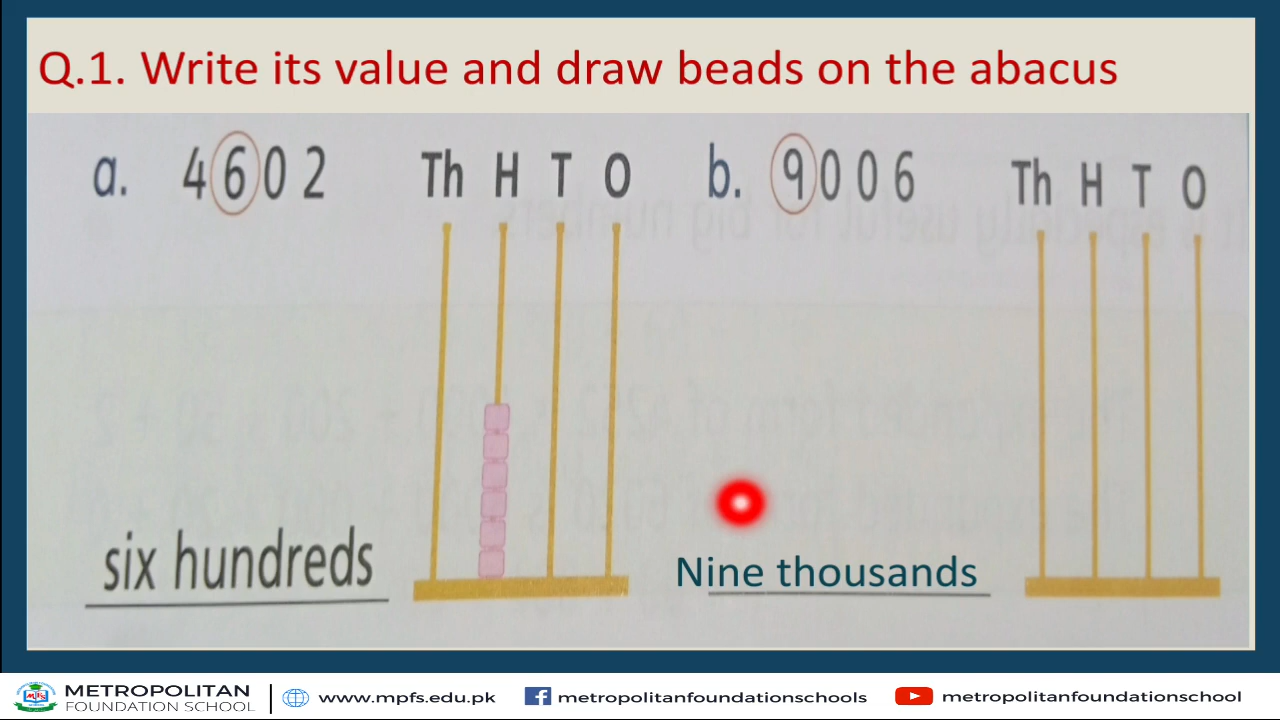 Q.1. Write its value and draw beads on the abacus
a. 4602 Th H T O
b. 9006 Th H T O
six hundreds
Nine thousands
METROPOLITAN
FOUNDATION SCHOOL
www.mpfs.edu.pk
metropolitanfoundationschools
metropolitanfoundationschool